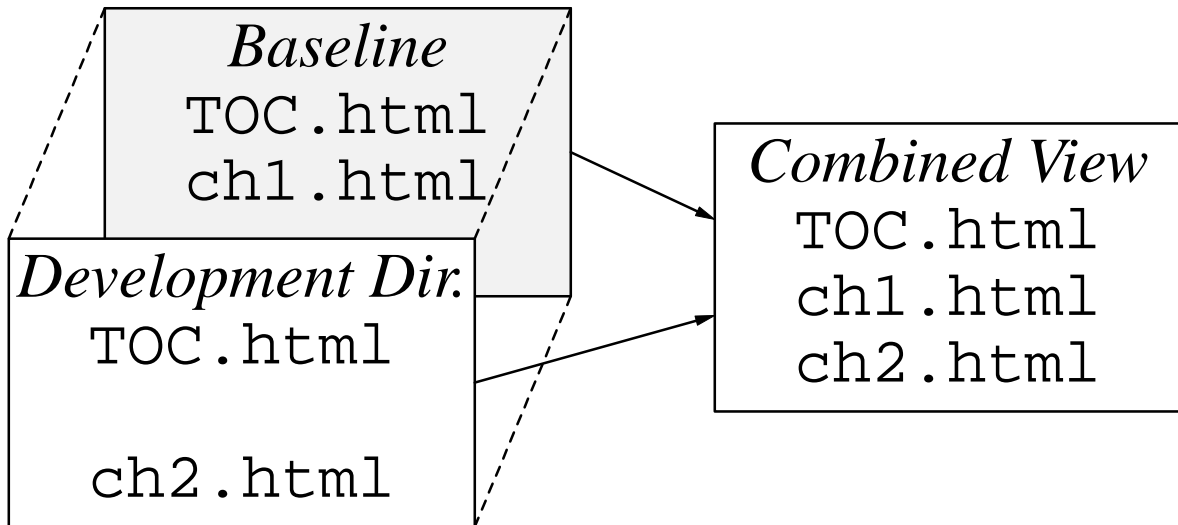 Baseline
TOC.html
ch1.html
Development Dir.
TOC.html
ch2.html
Combined View
TOC.html
ch1.html
ch2.html